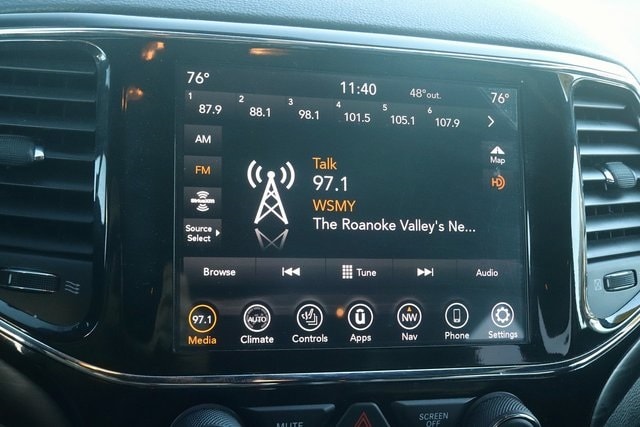 76° 11:40 48°out. 76°
1 87.9 2 88.1 3 98.1 4 101.5 5 105.1 6 107.9
AM
FM
SiriusXM
Source
Select
Talk
97.1
WSMY
The Roanoke Valley's Ne...
Map
HD
Browse Tune Audio
97.1 AUTO NW
Media Climate Controls Apps Nav Phone Settings
MUTE SCREEN
OFF